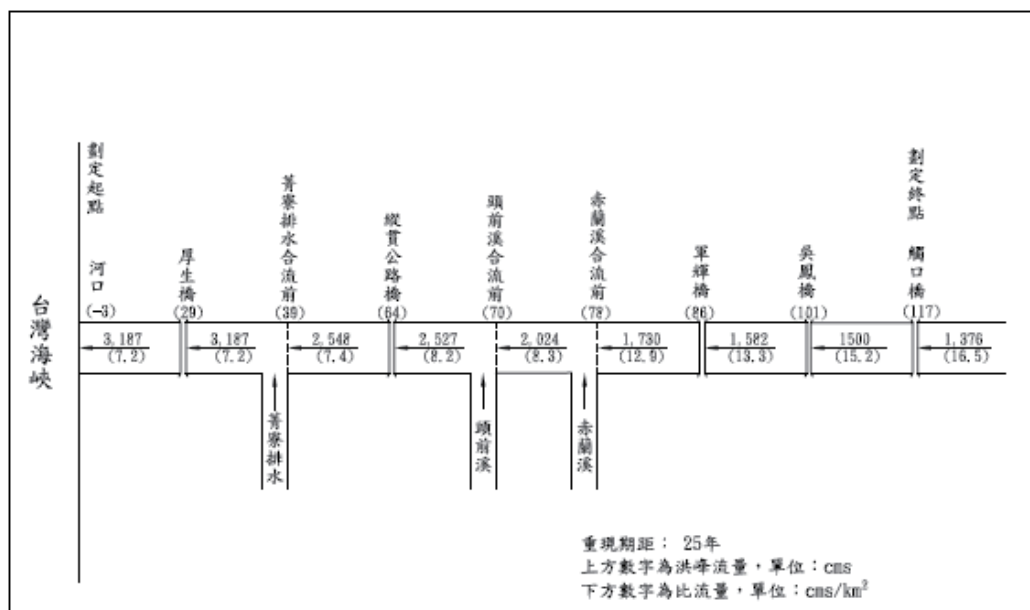 台灣海峽
劃定起點 河口
(-3)
厚生橋
(29)
菁寮排水合流前
(39)
縱貫公路橋
(64)
頭前溪合流前
(70)
赤蘭溪合流前
(78)
軍輝橋
(86)
吳鳳橋
(101)
劃定終點 觸口橋
(117)
3,187
(7.2)
3,187
(7.2)
2,548
(7.4)
2,527
(8.2)
2,024
(8.3)
1,730
(12.9)
1,582
(13.3)
1500
(15.2)
1,376
(16.5)
菁寮排水
頭前溪
赤蘭溪
重現期距： 25年
上方數字為洪峰流量，單位：cms
下方數字為比流量，單位：cms/km²